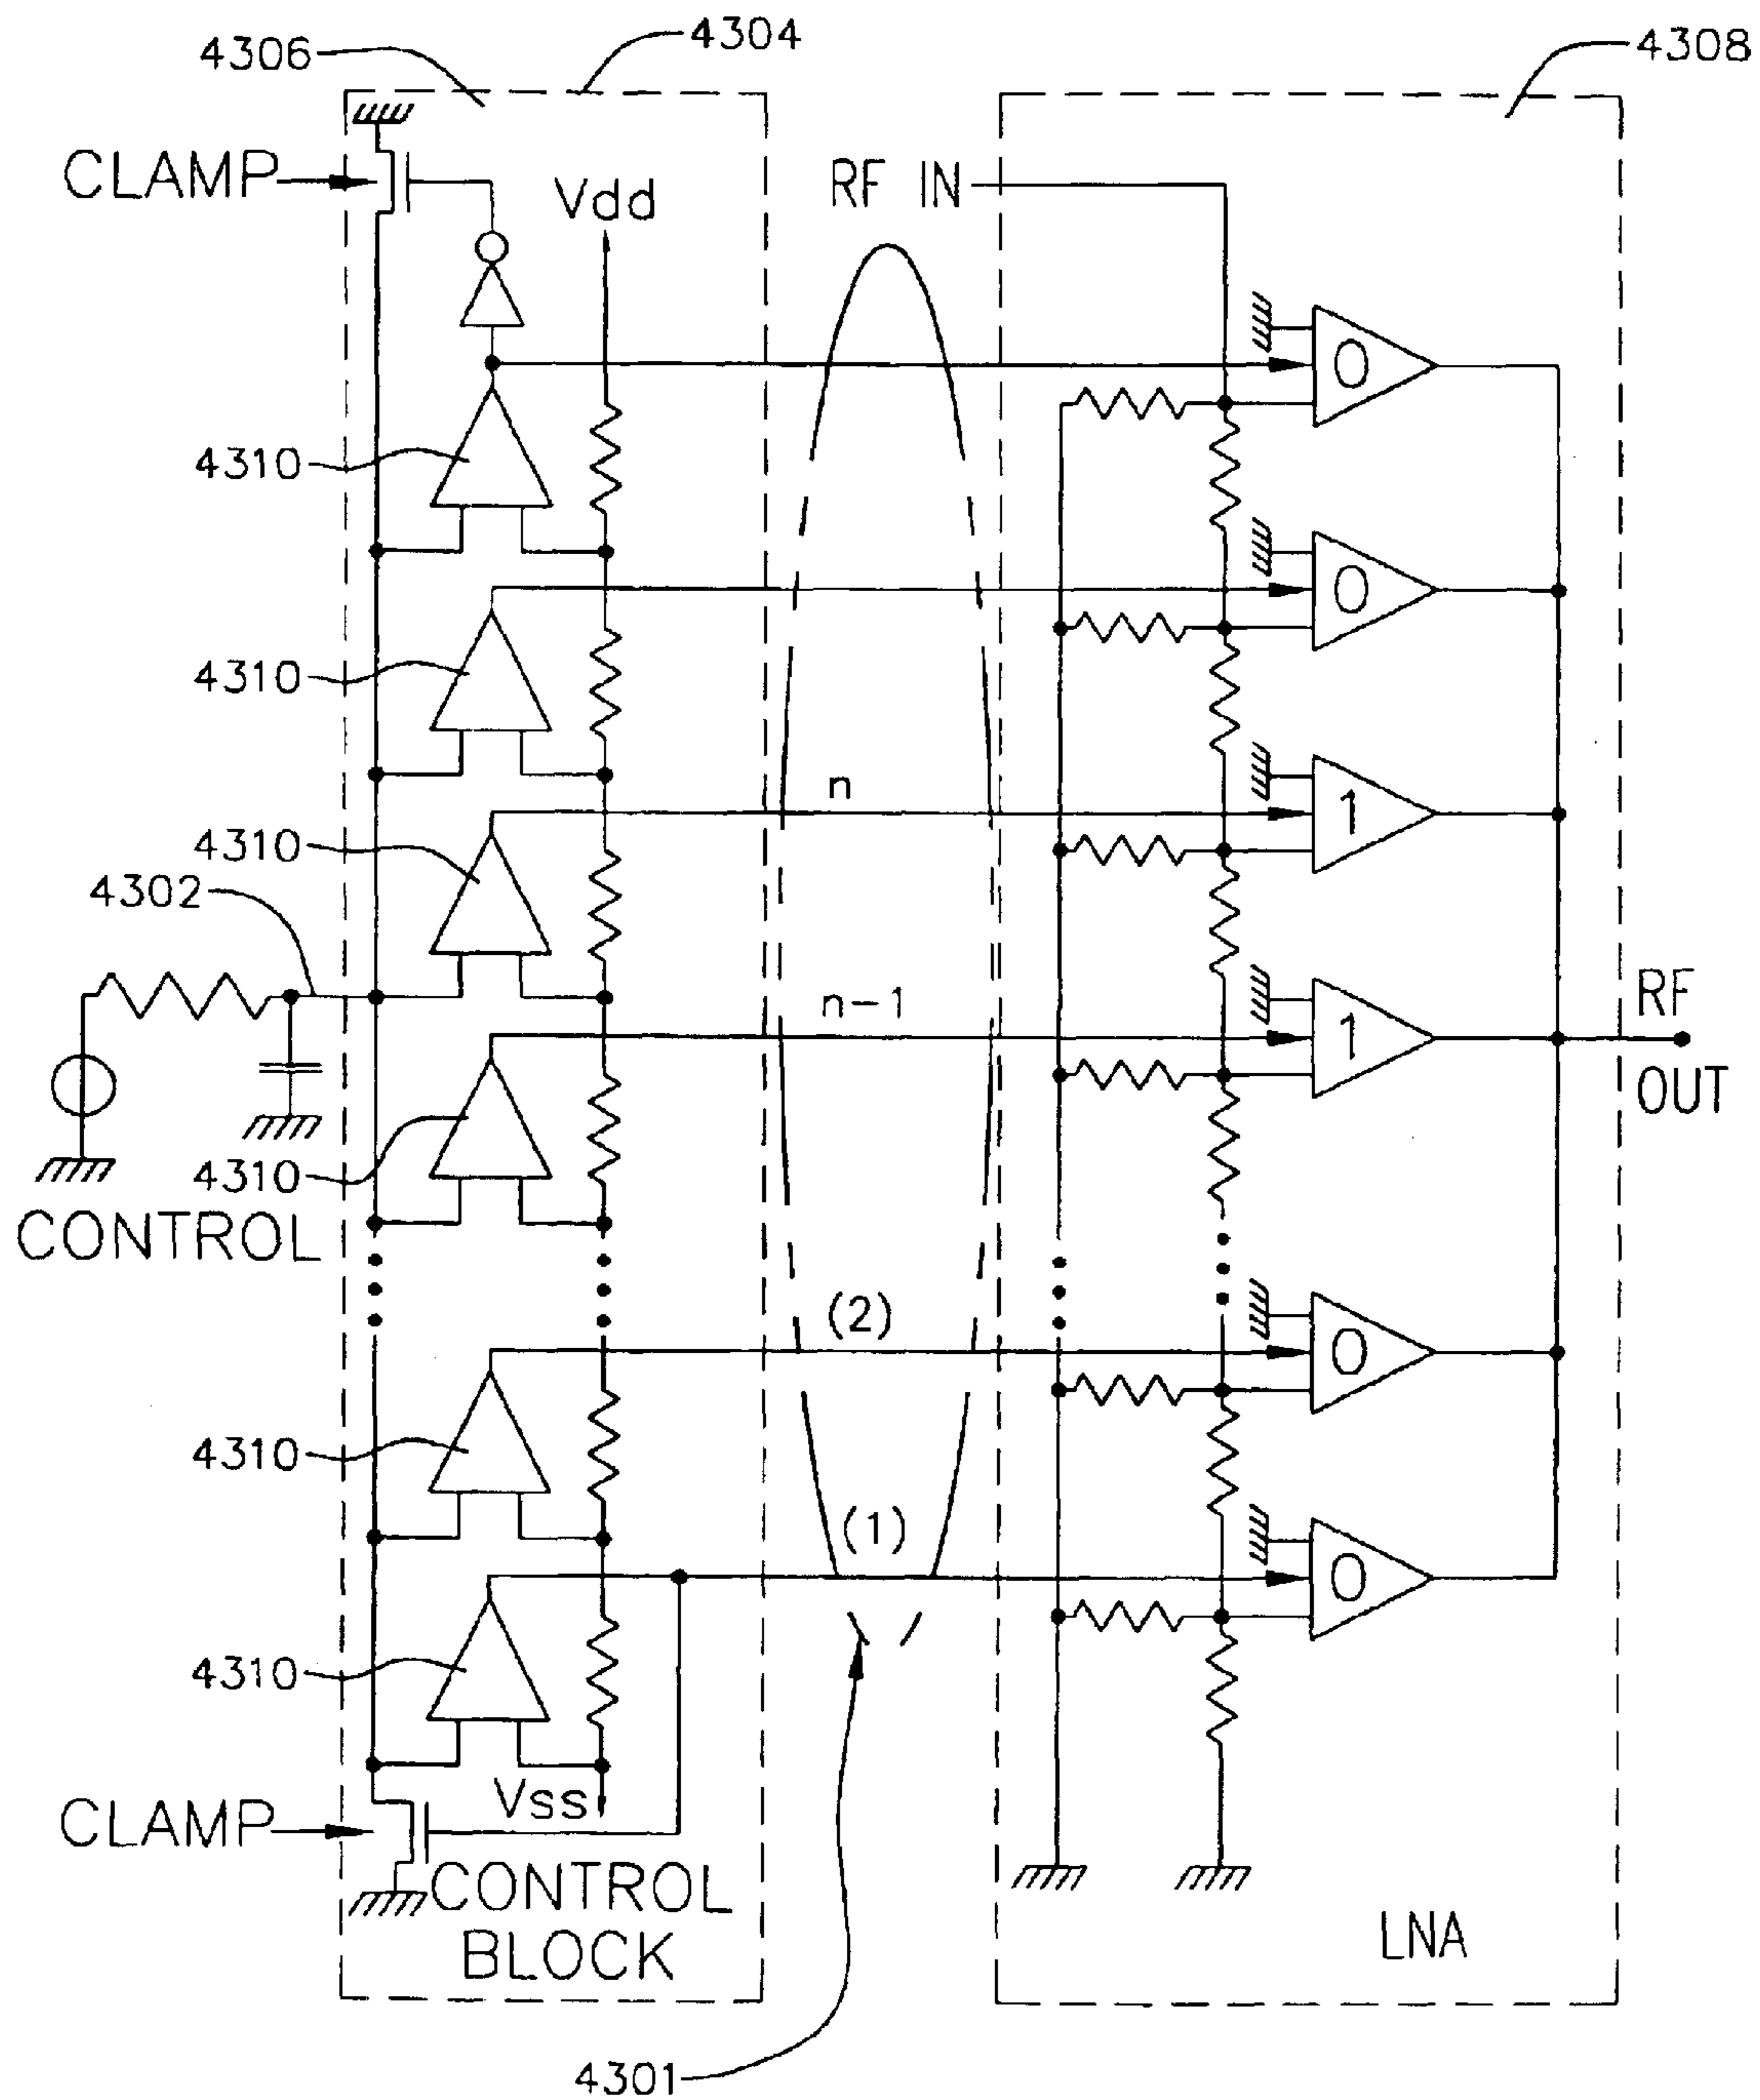 4306
4304
4308
CLAMP
Vdd
RF IN
0
4310
0
4310
n
1
4310
4302
n-1
1
RF
OUT
4310
CONTROL
(2)
0
4310
(1)
0
4310
Vss
CLAMP
CONTROL
BLOCK
LNA
4301